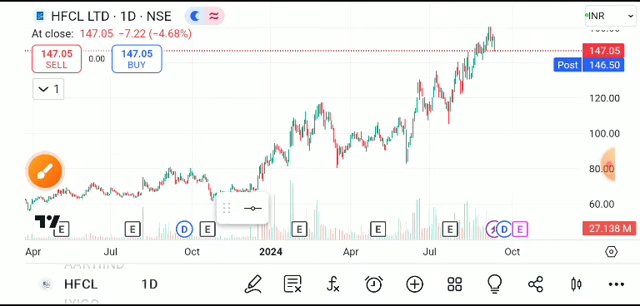 HFCL LTD · 1D · NSE
INR
At close: 147.05 -7.22 (-4.68%)
147.05 SELL
0.00
147.05 BUY
147.05
Post 146.50
1
120.00
100.00
80.00
60.00
27.138 M
E E D E E E E D E
Apr Jul Oct 2024 Apr Jul Oct
HFCL 1D